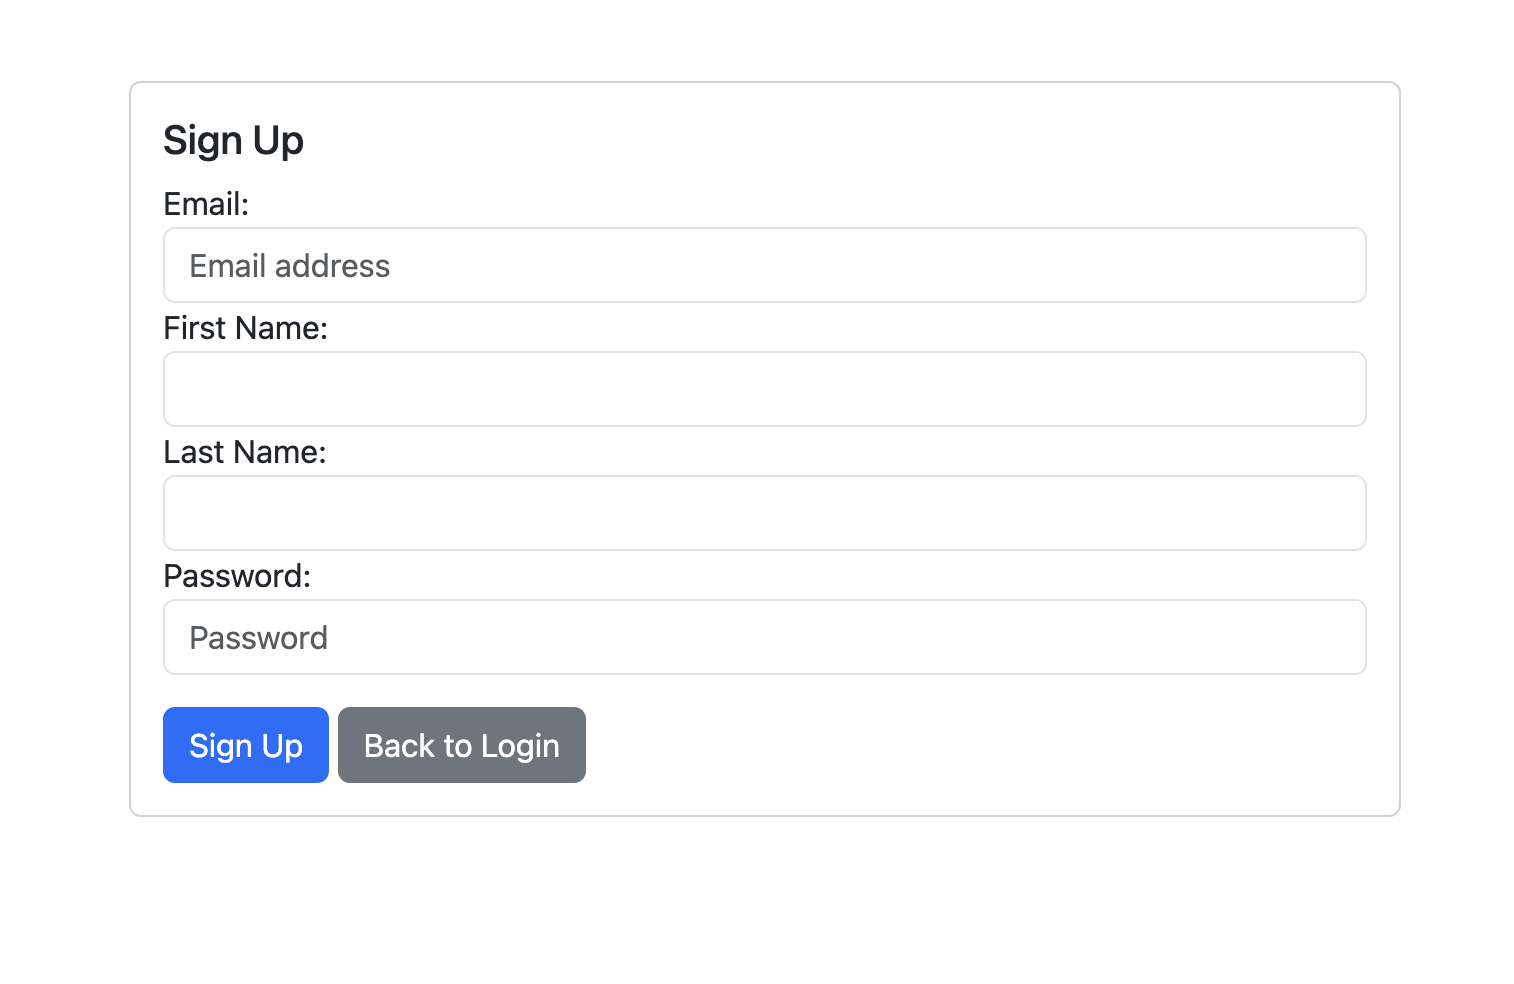 Sign Up
Email:
Email address
First Name:
Last Name:
Password:
Password
Sign Up Back to Login